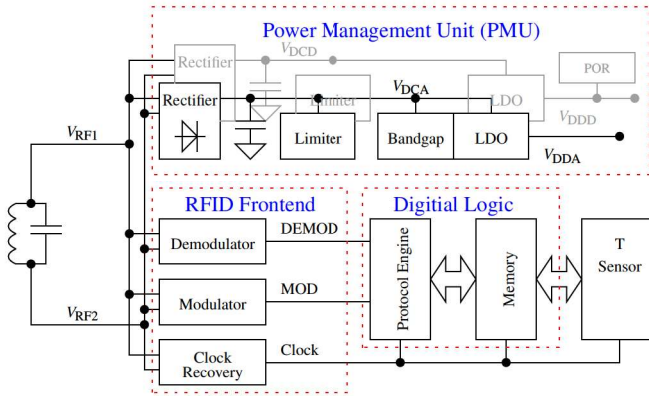 Power Management Unit (PMU)
Rectifier
VDCD
Limiter
LDO
POR
VDDD
Rectifier
VDCA
Limiter
Bandgap
LDO
VDDA
VRF1
VRF2
RFID Frontend
Digitial Logic
Demodulator
DEMOD
Modulator
MOD
Clock
Recovery
Clock
Protocol Engine
Memory
T
Sensor